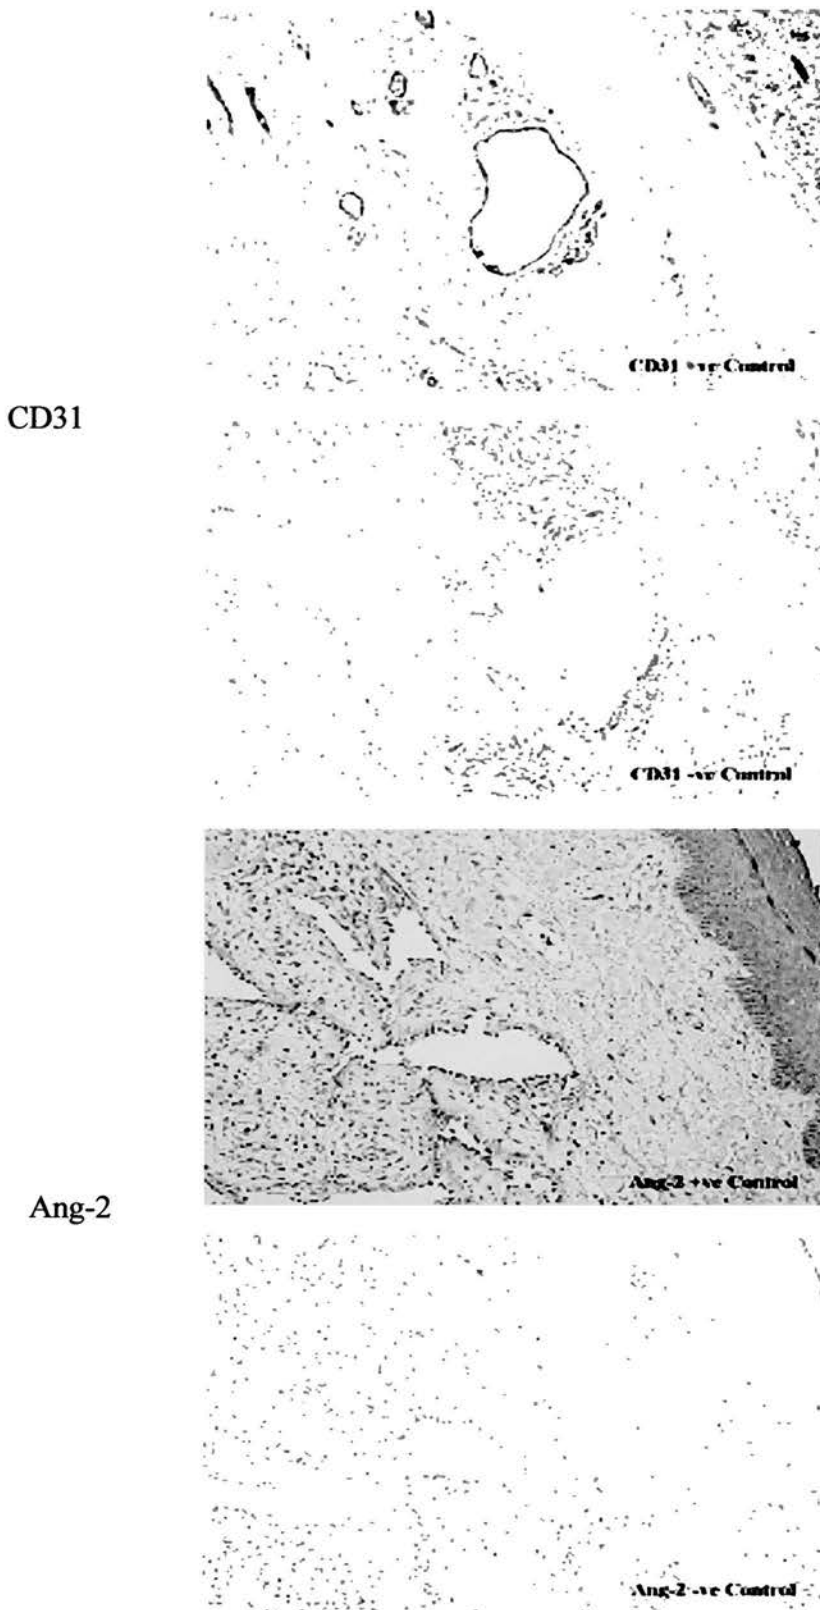 CD31 +ve Control
CD31
CD31 -ve Control
Ang-2 +ve Control
Ang-2
Ang-2 -ve Control